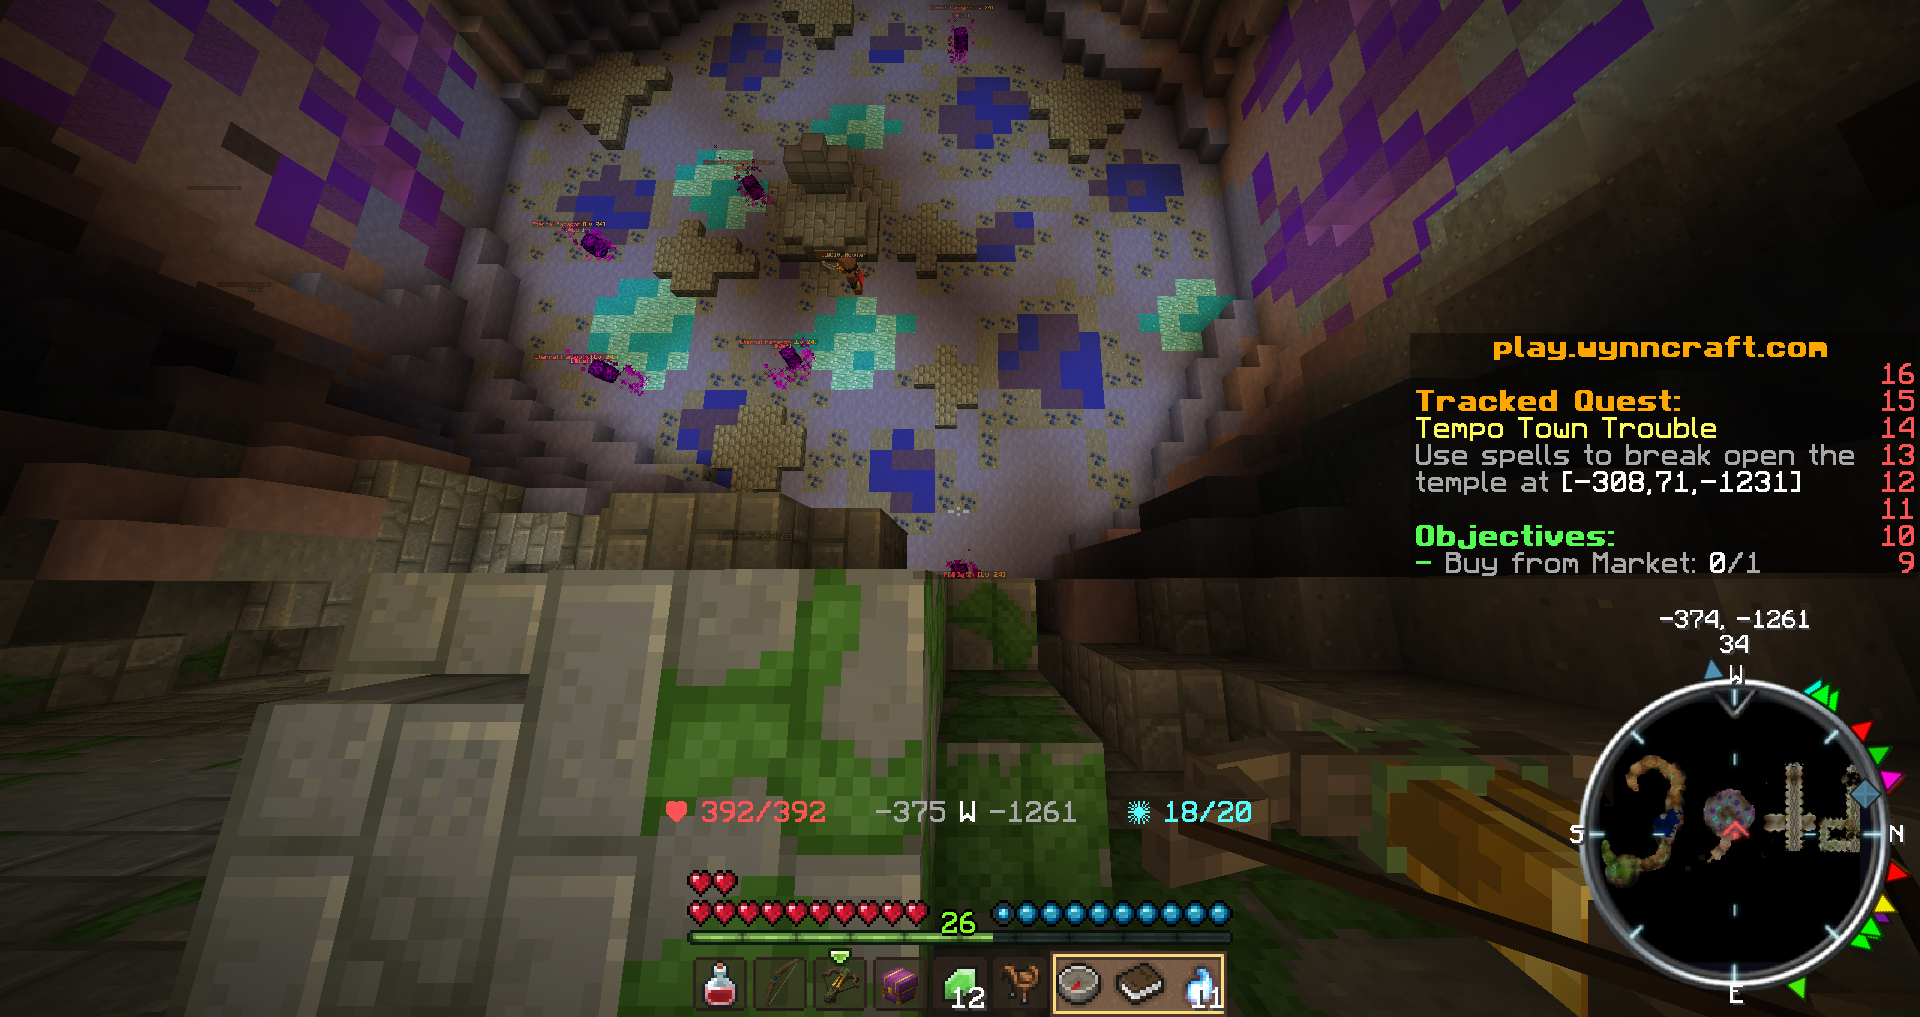 play.wynncraft.com
16
Tracked Quest: 15
Tempo Town Trouble 14
Use spells to break open the 13
temple at [-308,71,-1231] 12
11
Objectives: 10
- Buy from Market: 0/1 9
-374, -1261
34
W
S
N
E
392/392 -375 W -1261 18/20
26
12
11